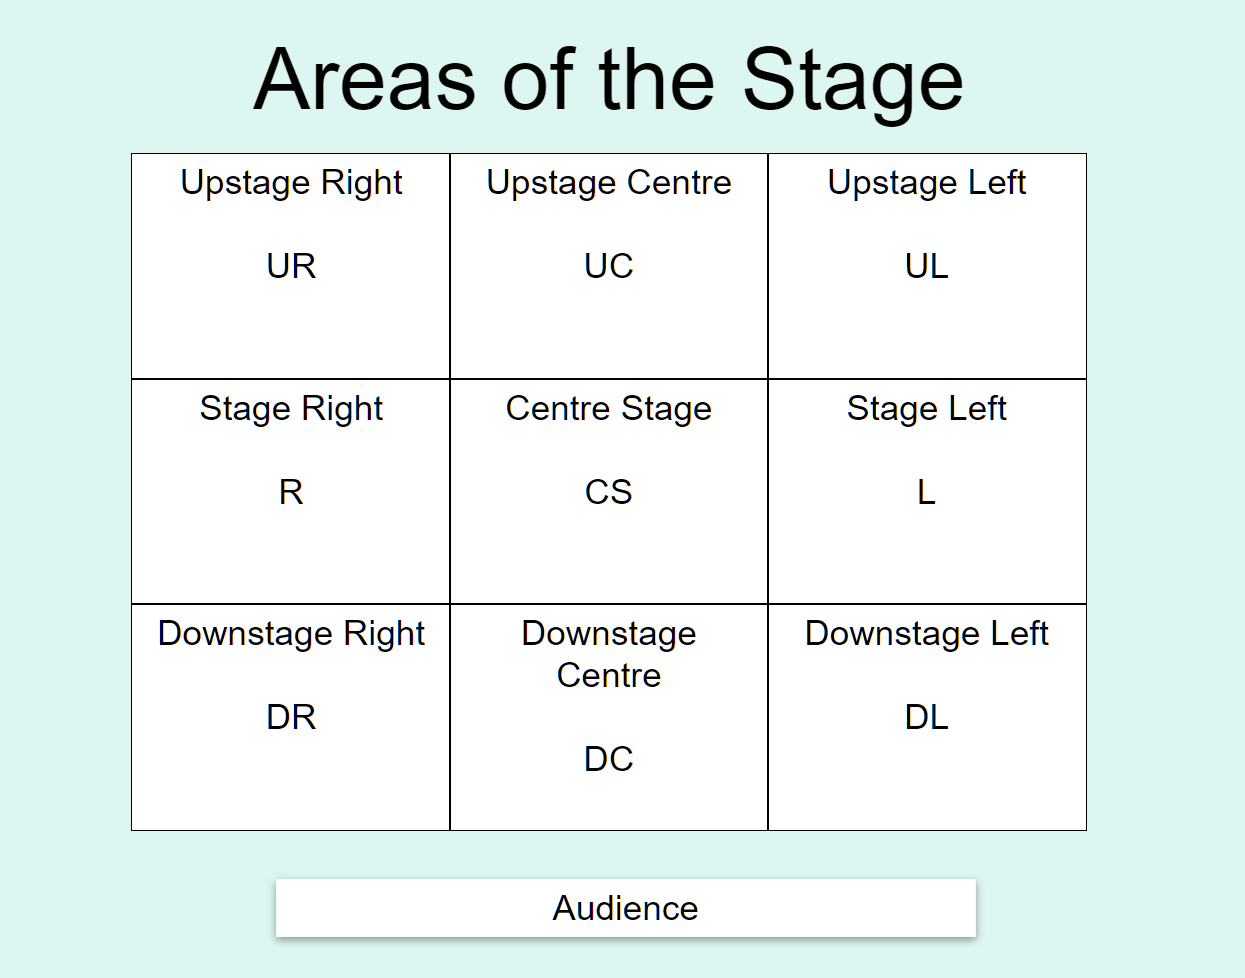 Areas of the Stage
Upstage Right
UR
Upstage Centre
UC
Upstage Left
UL
Stage Right
R
Centre Stage
CS
Stage Left
L
Downstage Right
DR
Downstage
Centre
DC
Downstage Left
DL
Audience